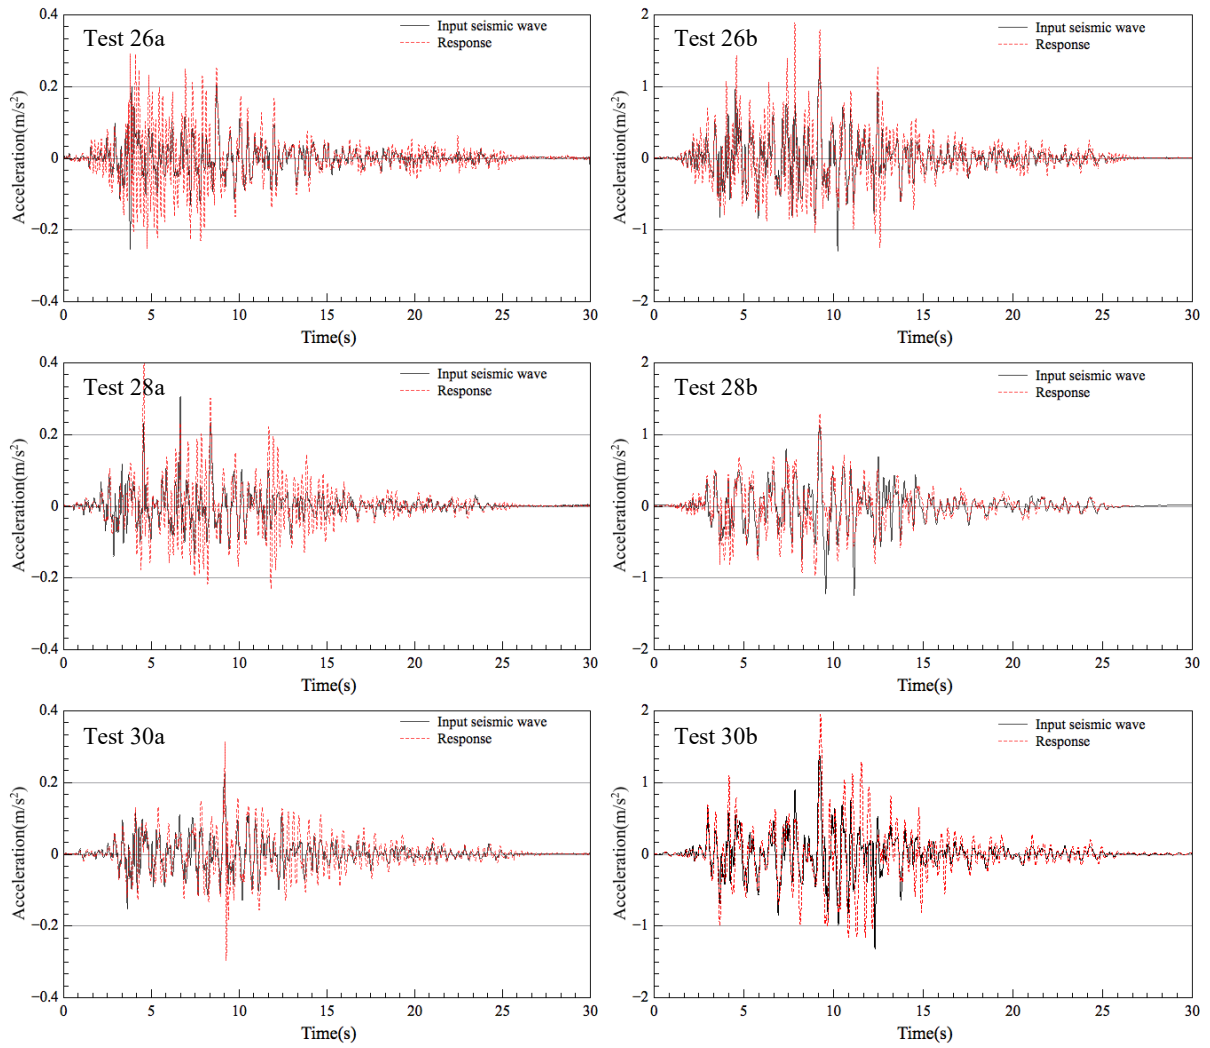 Test 26a
Input seismic wave
Response
Acceleration(m/s²)
0.4
0.2
0
−0.2
−0.4
0 5 10 15 20 25 30
Time(s)
Test 26b
Input seismic wave
Response
Acceleration(m/s²)
2
1
0
−1
−2
0 5 10 15 20 25 30
Time(s)
Test 28a
Input seismic wave
Response
Acceleration(m/s²)
0.4
0.2
0
−0.2
−0.4
0 5 10 15 20 25 30
Time(s)
Test 28b
Input seismic wave
Response
Acceleration(m/s²)
2
1
0
−1
−2
0 5 10 15 20 25 30
Time(s)
Test 30a
Input seismic wave
Response
Acceleration(m/s²)
0.4
0.2
0
−0.2
−0.4
0 5 10 15 20 25 30
Time(s)
Test 30b
Input seismic wave
Response
Acceleration(m/s²)
2
1
0
−1
−2
0 5 10 15 20 25 30
Time(s)